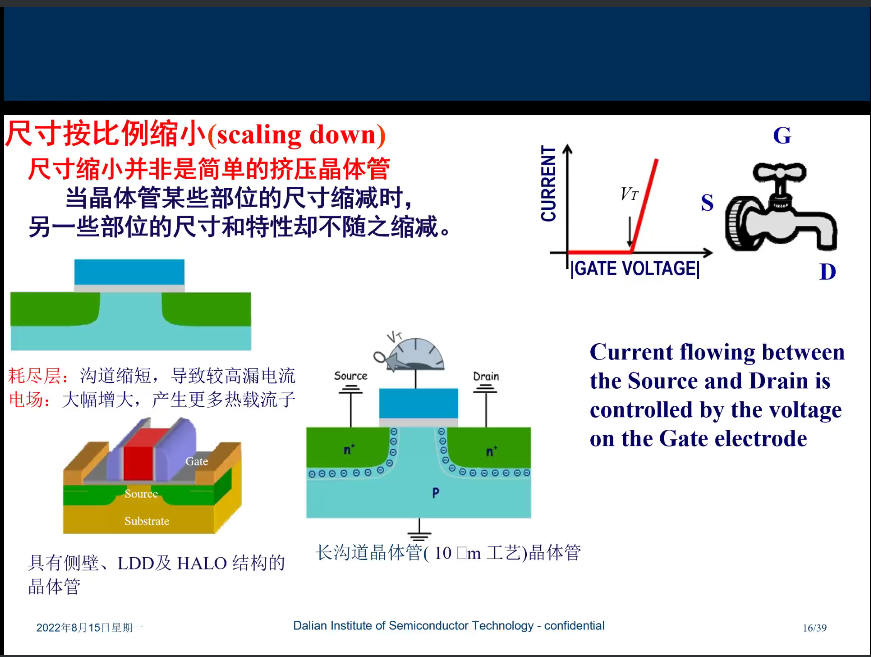 尺寸按比例缩小(scaling down)
尺寸缩小并非是简单的挤压晶体管
当晶体管某些部位的尺寸缩减时，
另一些部位的尺寸和特性却不随之缩减。
CURRENT
VT
|GATE VOLTAGE|
G
S
D
耗尽层：沟道缩短，导致较高漏电流
电场：大幅增大，产生更多热载流子
Gate
Source
Substrate
具有侧壁、LDD及 HALO 结构的
晶体管
0
VT
Source
Drain
n+
n+
P
长沟道晶体管( 10 □m 工艺)晶体管
Current flowing between
the Source and Drain is
controlled by the voltage
on the Gate electrode
2022年8月15日星期一
Dalian Institute of Semiconductor Technology - confidential
16/39